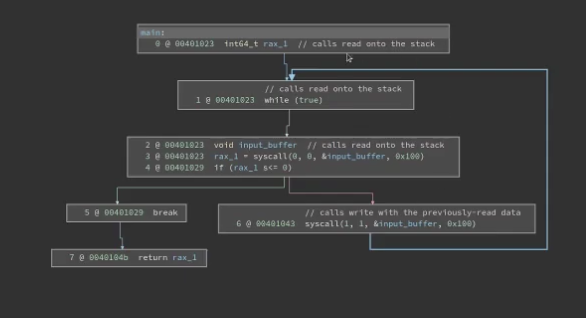 main:
0 @ 00401023 int64_t rax_1 // calls read onto the stack
// calls read onto the stack
1 @ 00401023 while (true)
2 @ 00401023 void input_buffer // calls read onto the stack
3 @ 00401023 rax_1 = syscall(0, 0, &input_buffer, 0x100)
4 @ 00401029 if (rax_1 s<= 0)
5 @ 00401029 break
// calls write with the previously-read data
6 @ 00401043 syscall(1, 1, &input_buffer, 0x100)
7 @ 0040104b return rax_1